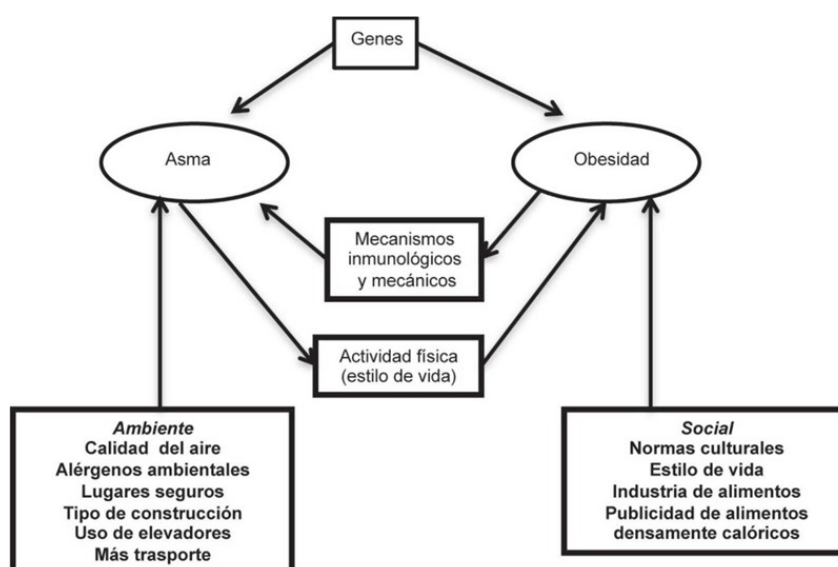 Genes
Asma
Obesidad
Mecanismos
inmunológicos
y mecánicos
Actividad física
(estilo de vida)
Ambiente
Calidad del aire
Alérgenos ambientales
Lugares seguros
Tipo de construcción
Uso de elevadores
Más trasporte
Social
Normas culturales
Estilo de vida
Industria de alimentos
Publicidad de alimentos
densamente calóricos